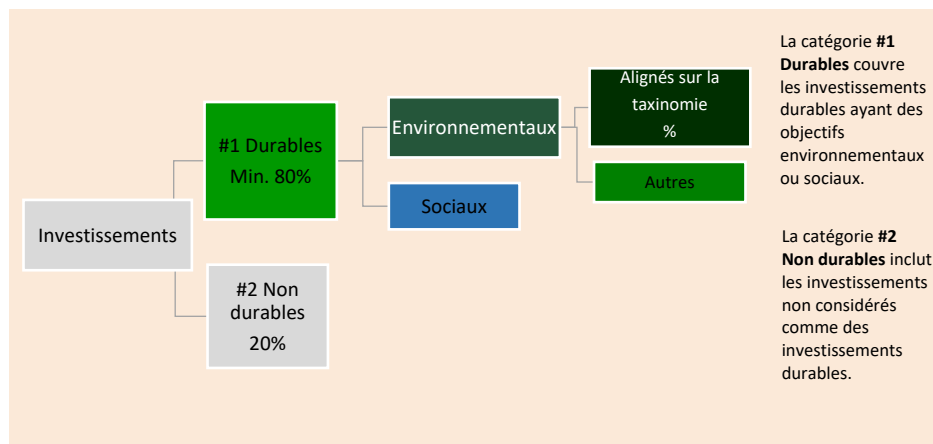 Investissements
#1 Durables
Min. 80%
#2 Non
durables
20%
Environnementaux
Sociaux
Alignés sur la
taxinomie
%
Autres
La catégorie #1
Durables couvre
les investissements
durables ayant des
objectifs
environnementaux
ou sociaux.
La catégorie #2
Non durables inclut
les investissements
non considérés
comme des
investissements
durables.